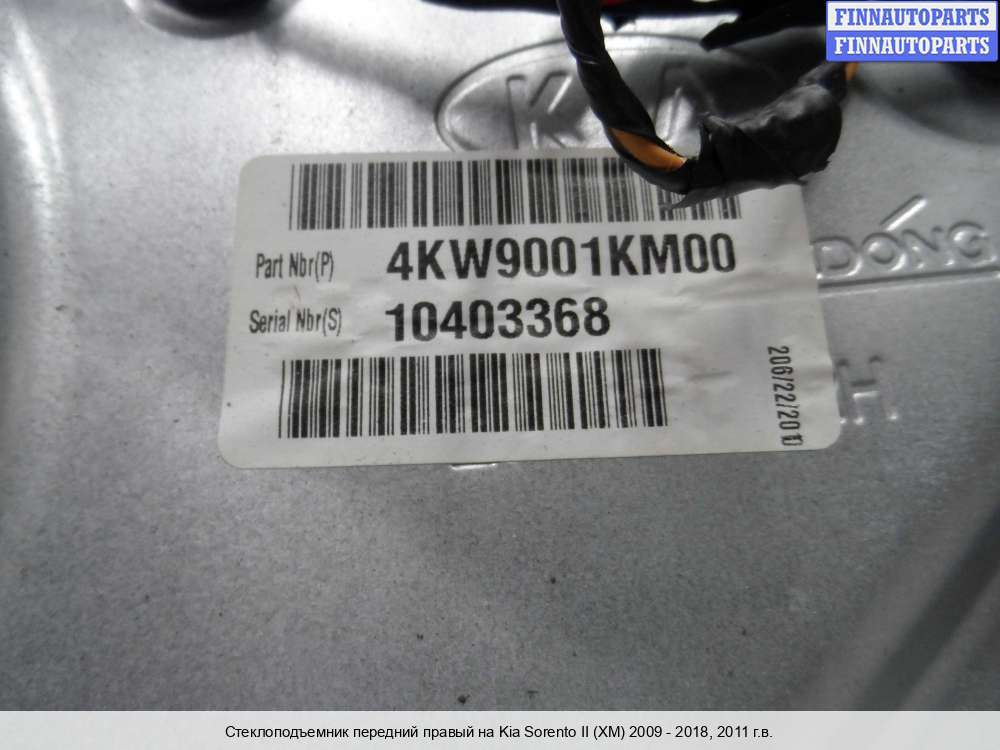 FINNAUTOPARTS
FINNAUTOPARTS
Part Nbr(P) 4KW9001KM00
DONG
Serial Nbr(S) 10403368
H
Стеклоподъемник передний правый на Kia Sorento II (XM) 2009 - 2018, 2011 г.в.